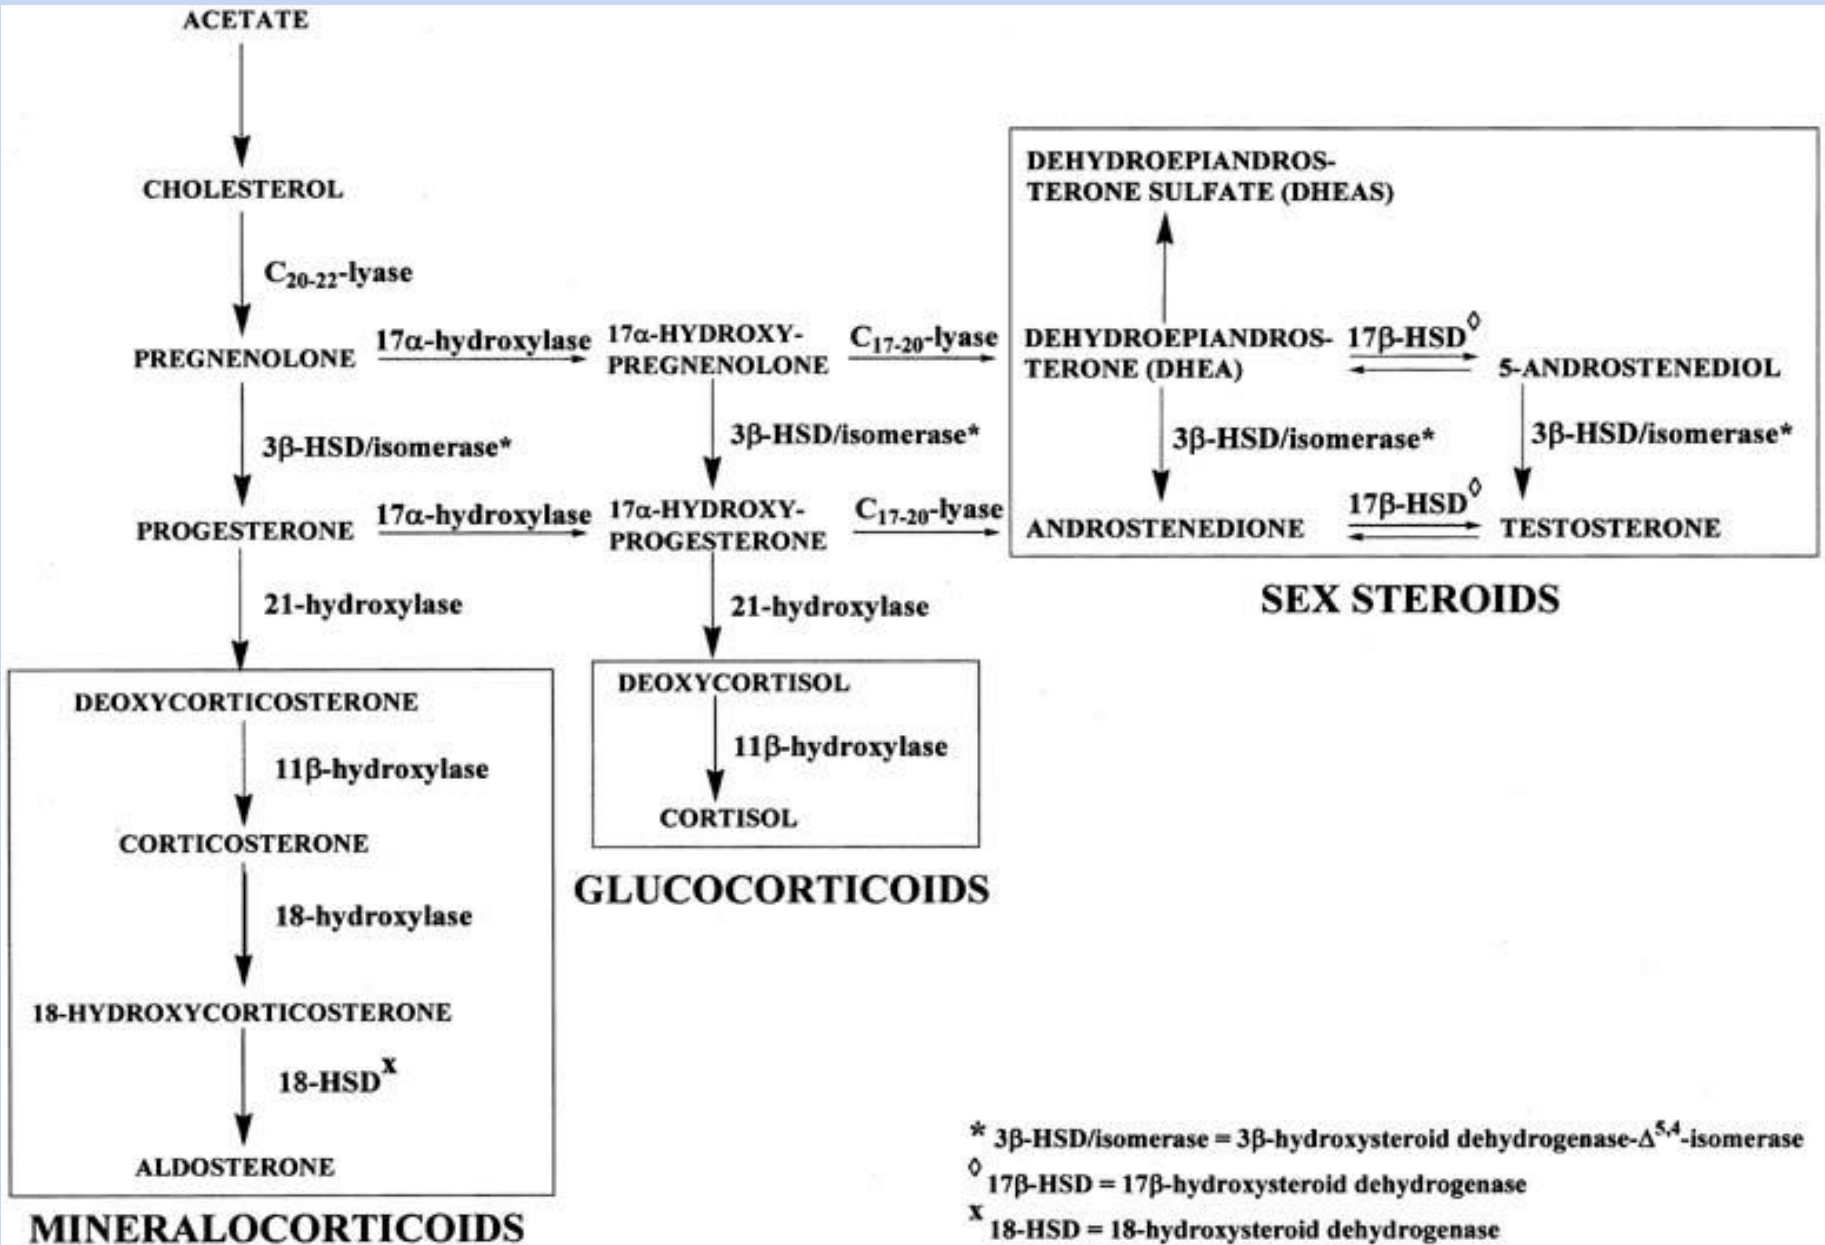 ACETATE
CHOLESTEROL
C20-22-lyase
PREGNENOLONE
17α-hydroxylase
17α-HYDROXY-
PREGNENOLONE
C17-20-lyase
3β-HSD/isomerase*
3β-HSD/isomerase*
PROGESTERONE
17α-hydroxylase
17α-HYDROXY-
PROGESTERONE
C17-20-lyase
21-hydroxylase
21-hydroxylase
DEHYDROEPIANDROS-
TERONE SULFATE (DHEAS)
DEHYDROEPIANDROS-
TERONE (DHEA)
17β-HSD◊
5-ANDROSTENEDIOL
3β-HSD/isomerase*
3β-HSD/isomerase*
ANDROSTENEDIONE
17β-HSD◊
TESTOSTERONE
SEX STEROIDS
DEOXYCORTICOSTERONE
11β-hydroxylase
CORTICOSTERONE
18-hydroxylase
18-HYDROXYCORTICOSTERONE
18-HSDx
ALDOSTERONE
MINERALOCORTICOIDS
DEOXYCORTISOL
11β-hydroxylase
CORTISOL
GLUCOCORTICOIDS
* 3β-HSD/isomerase = 3β-hydroxysteroid dehydrogenase-Δ5,4-isomerase
◊ 17β-HSD = 17β-hydroxysteroid dehydrogenase
x 18-HSD = 18-hydroxysteroid dehydrogenase